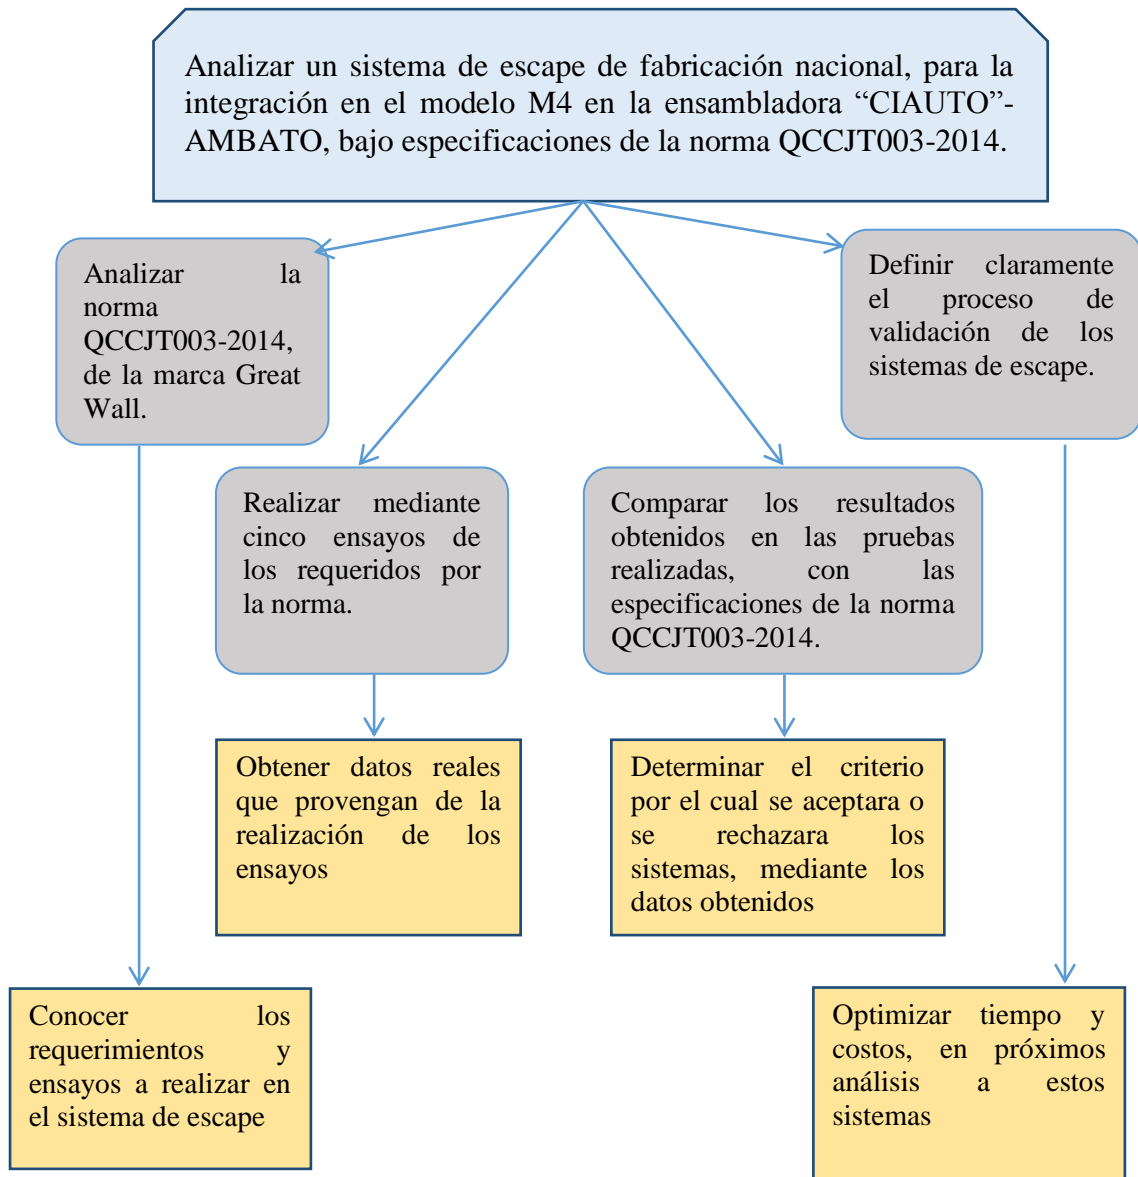 Analizar un sistema de escape de fabricación nacional, para la
integración en el modelo M4 en la ensambladora “CIAUTO”-
AMBATO, bajo especificaciones de la norma QCCJT003-2014.
Analizar la
norma
QCCJT003-2014,
de la marca Great
Wall.
Definir claramente
el proceso de
validación de los
sistemas de escape.
Realizar mediante
cinco ensayos de
los requeridos por
la norma.
Comparar los resultados
obtenidos en las pruebas
realizadas, con las
especificaciones de la norma
QCCJT003-2014.
Obtener datos reales
que provengan de la
realización de los
ensayos
Determinar el criterio
por el cual se aceptara o
se rechazara los
sistemas, mediante los
datos obtenidos
Conocer los
requerimientos y
ensayos a realizar en
el sistema de escape
Optimizar tiempo y
costos, en próximos
análisis a estos
sistemas